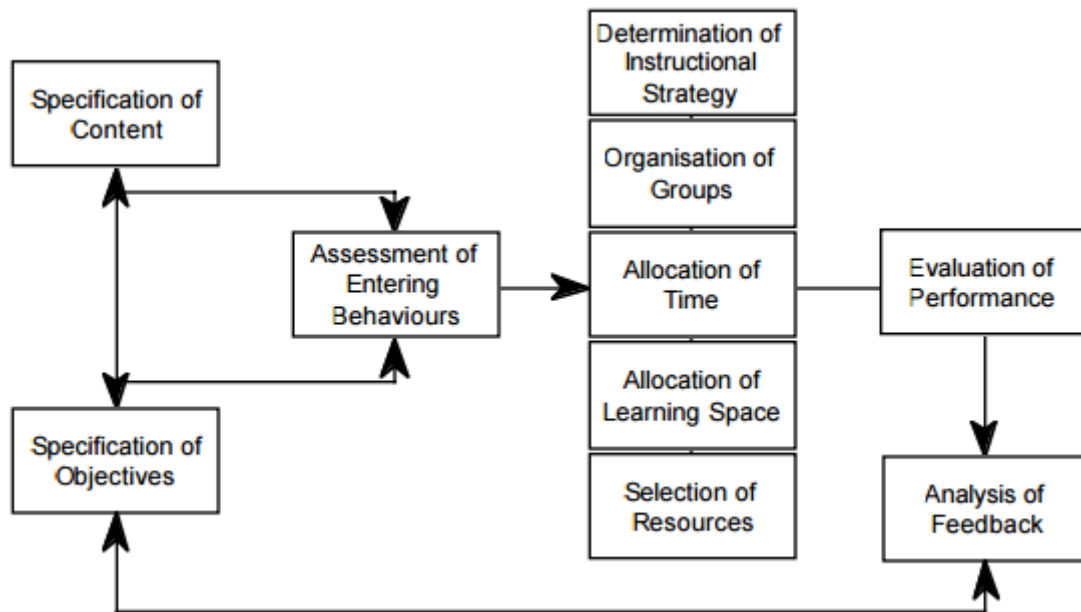 Specification of
Content
Specification of
Objectives
Assessment of
Entering
Behaviours
Determination of
Instructional
Strategy
Organisation of
Groups
Allocation of
Time
Allocation of
Learning Space
Selection of
Resources
Evaluation of
Performance
Analysis of
Feedback